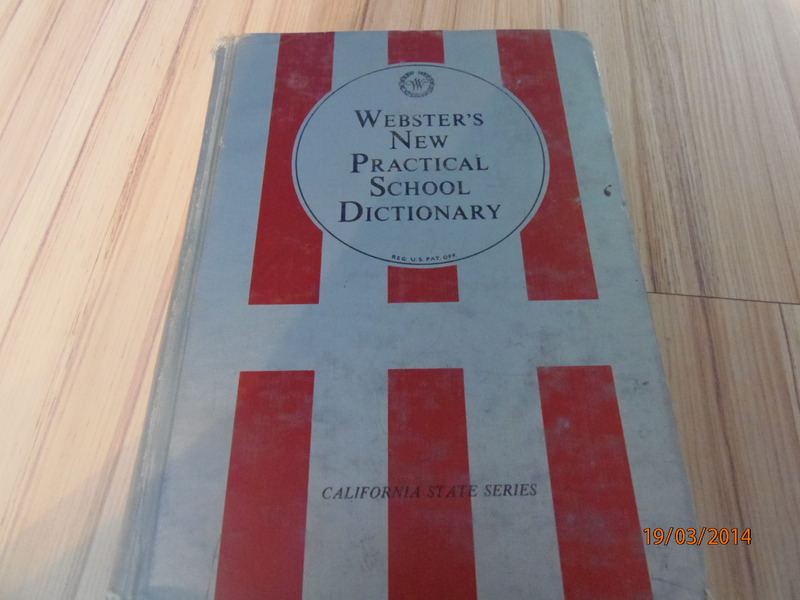 WEBSTER'S
NEW
PRACTICAL
SCHOOL
DICTIONARY
REG. U.S. PAT. OFF.
CALIFORNIA STATE SERIES
19/03/2014